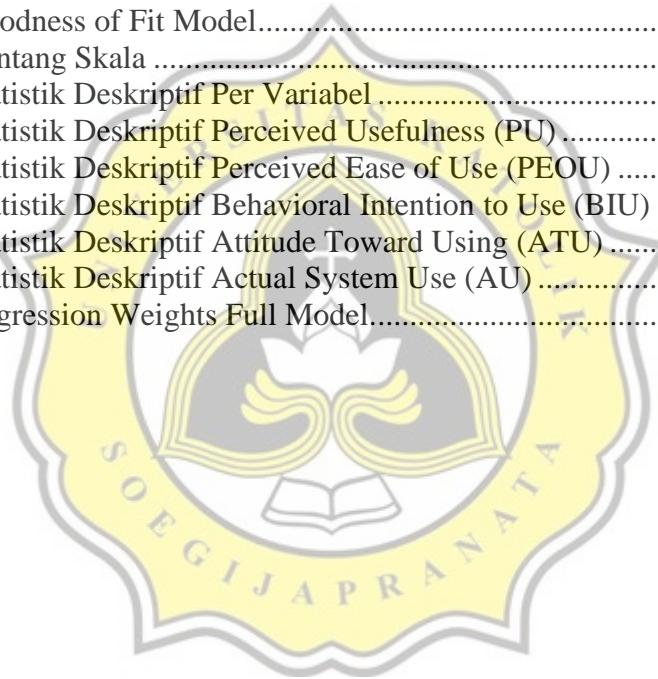 odness of Fit Model
ntang Skala
tistik Deskriptif Per Variabel
tistik Deskriptif Perceived Usefulness (PU)
tistik Deskriptif Perceived Ease of Use (PEOU)
tistik Deskriptif Behavioral Intention to Use (BIU)
tistik Deskriptif Attitude Toward Using (ATU)
tistik Deskriptif Actual System Use (AU)
gression Weights Full Model
UNIVERSITAS KATOLIK
SOEGIJAPRANATA